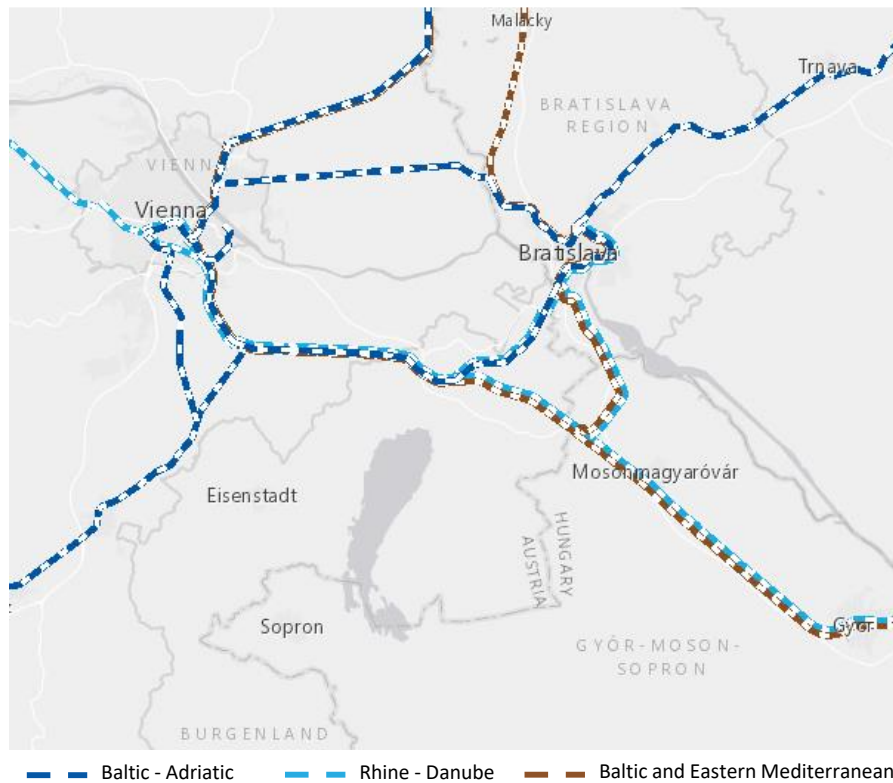 Malacky
Trnava
BRATISLAVA
REGION
VIENN
Vienna
Bratislava
Mosonmagyaróvár
Eisenstadt
HUNGARY
AUSTRIA
Sopron
Győr
GYŐR-MOSON-
SOPRON
BURGENLAND
Baltic - Adriatic
Rhine - Danube
Baltic and Eastern Mediterranean